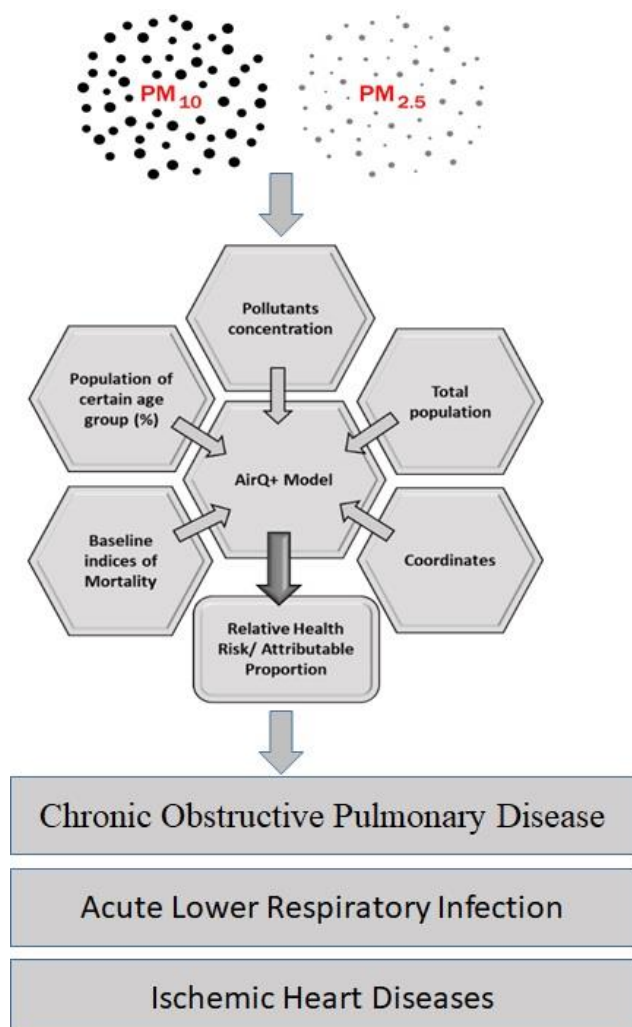 PM10
PM2.5
Pollutants
concentration
Population of
certain age
group (%)
Total
population
AirQ+ Model
Baseline
indices of
Mortality
Coordinates
Relative Health
Risk/ Attributable
Proportion
Chronic Obstructive Pulmonary Disease
Acute Lower Respiratory Infection
Ischemic Heart Diseases